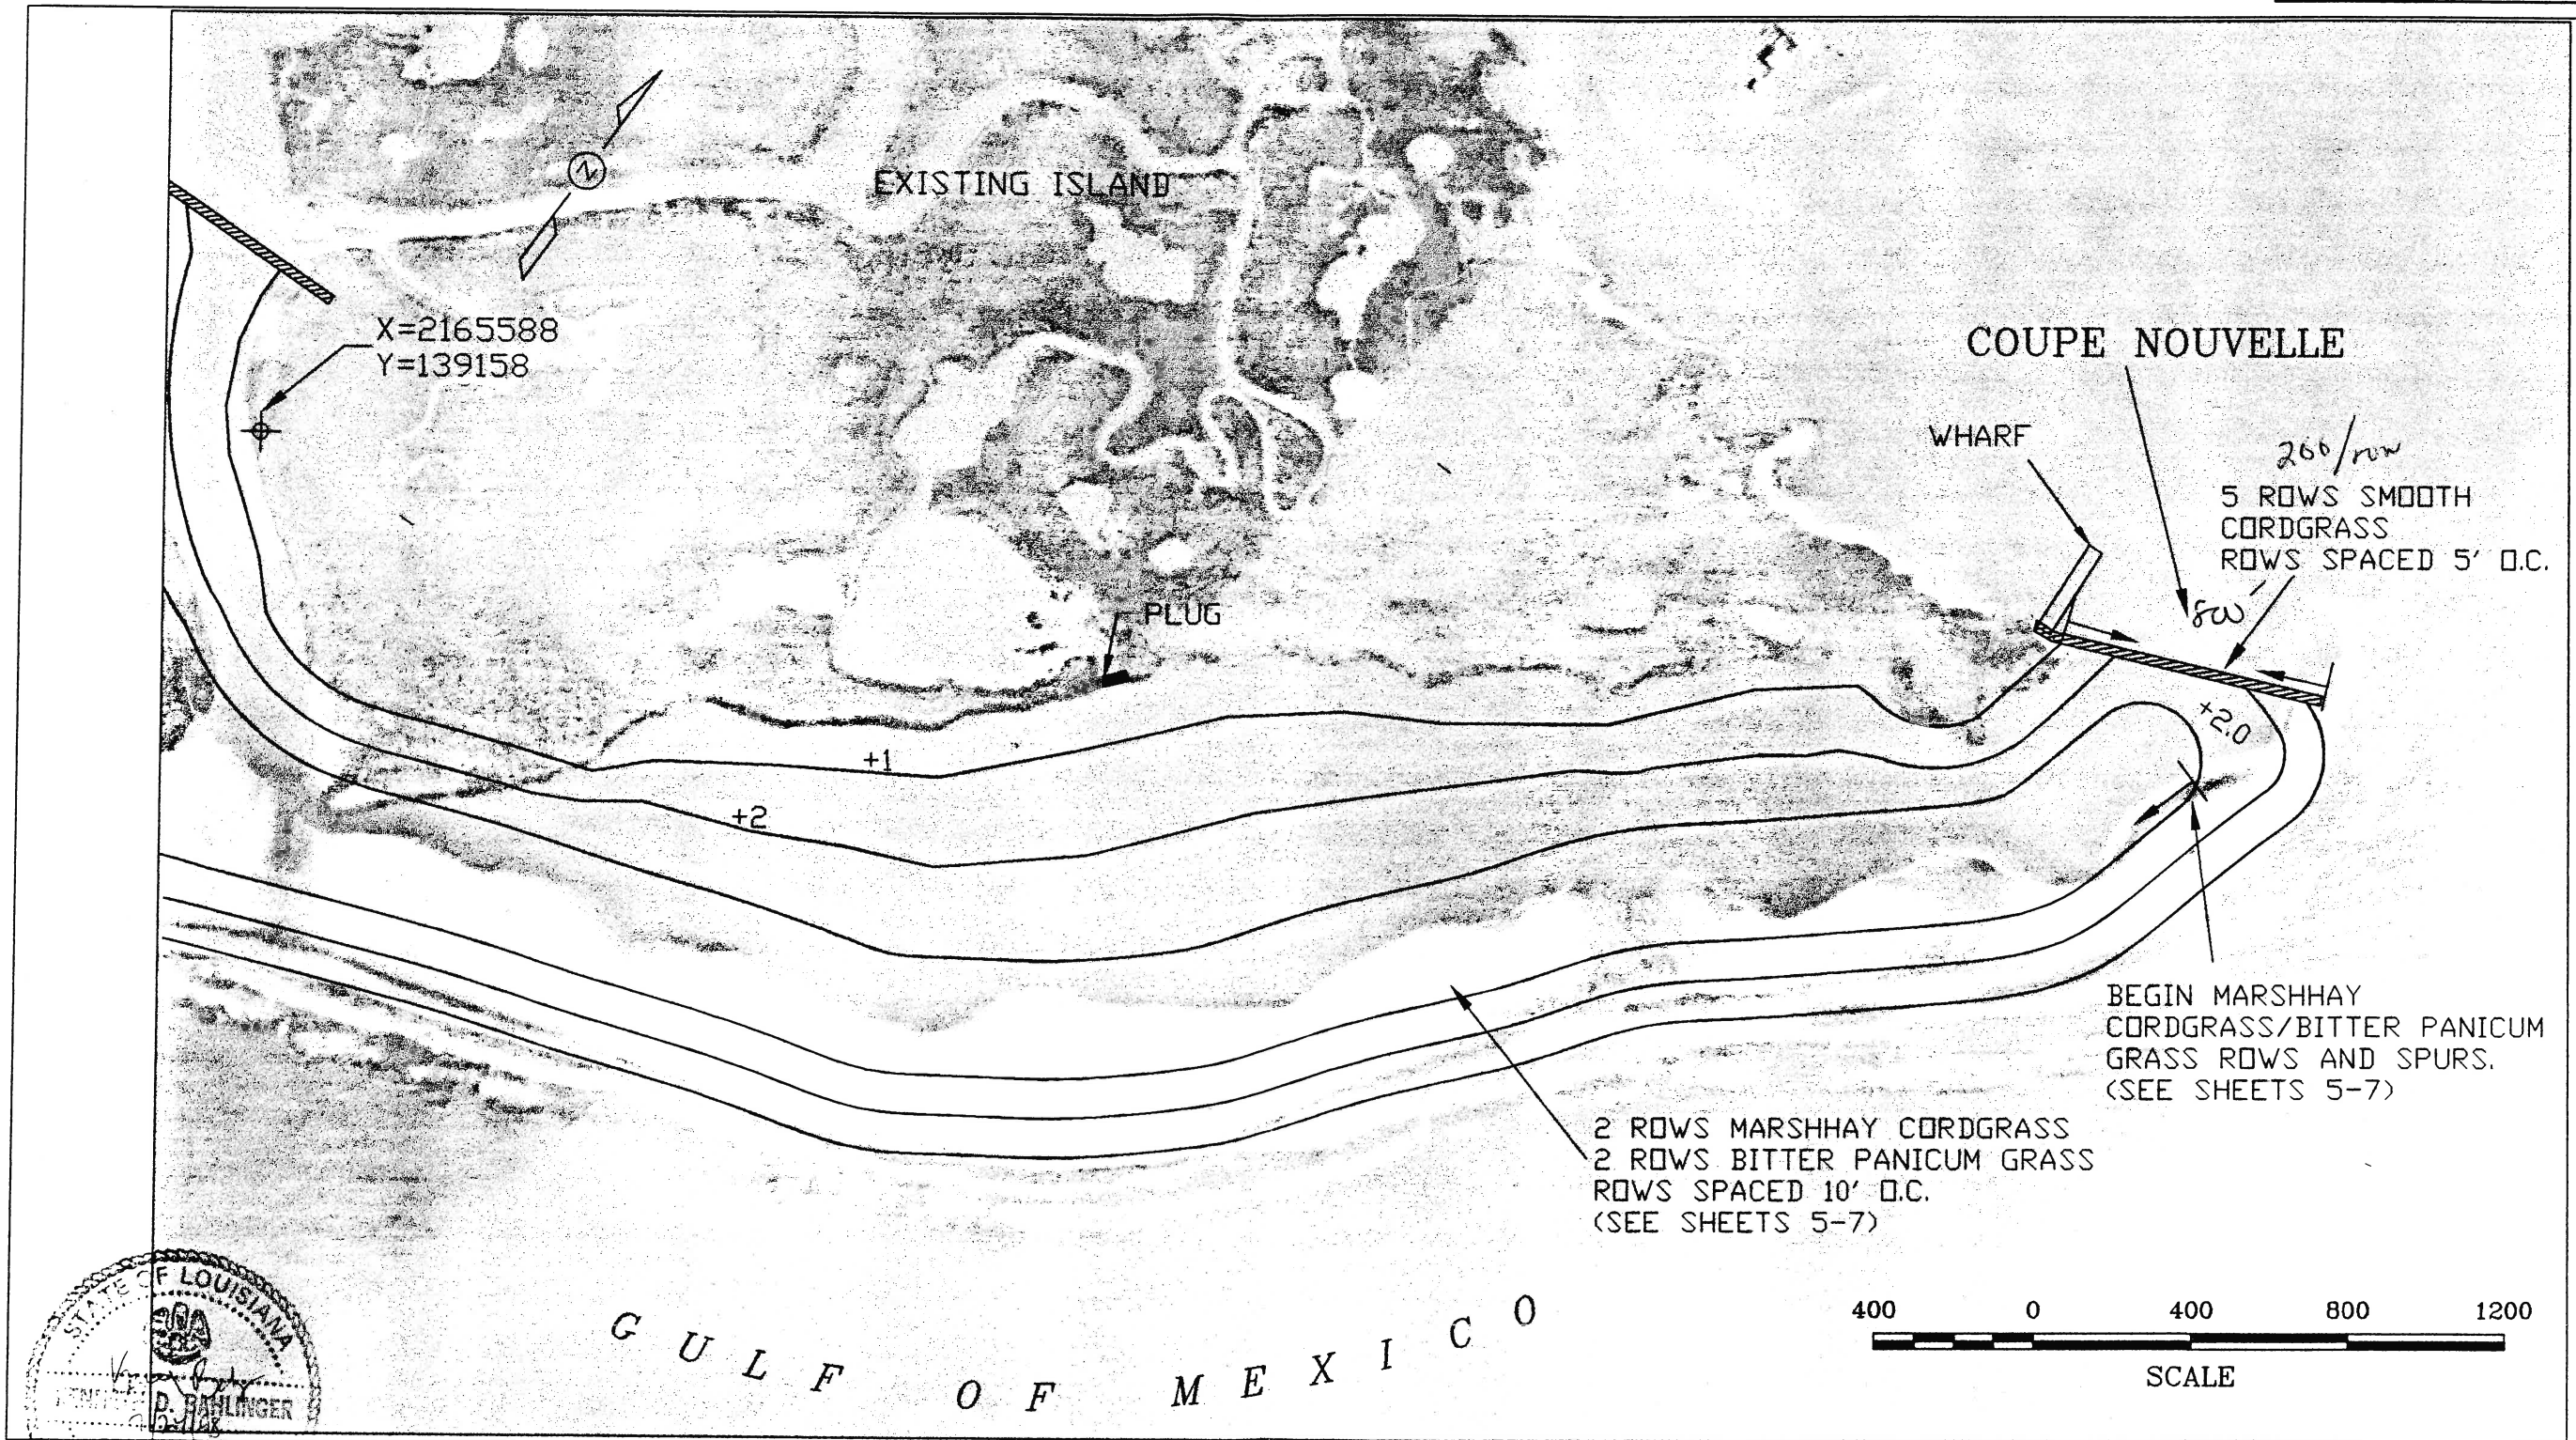 EXISTING ISLAND
X=2165588
Y=139158
COUPE NOUVELLE
WHARF
200/row
5 ROWS SMOOTH
CORDGRASS
ROWS SPACED 5' O.C.
800'
PLUG
+2.0
+1
+2
BEGIN MARSHHAY
CORDGRASS/BITTER PANICUM
GRASS ROWS AND SPURS.
(SEE SHEETS 5-7)
2 ROWS MARSHHAY CORDGRASS
2 ROWS BITTER PANICUM GRASS
ROWS SPACED 10' O.C.
(SEE SHEETS 5-7)
GULF OF MEXICO
400 0 400 800 1200
SCALE
STATE OF LOUISIANA
D. BAHLINGER
Z